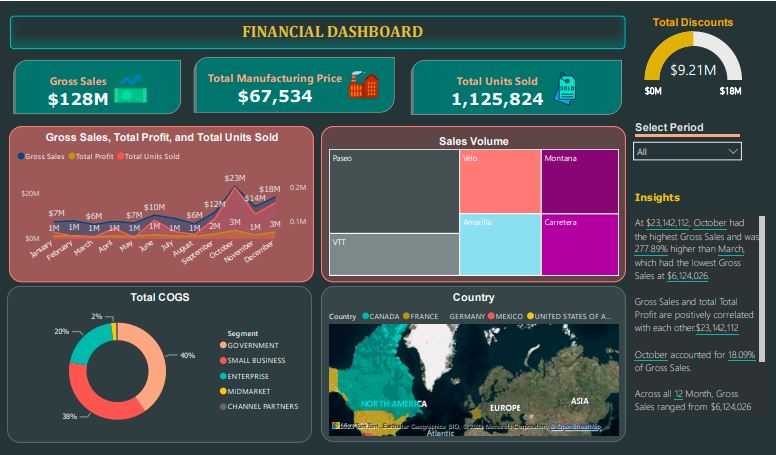 FINANCIAL DASHBOARD
Gross Sales
$128M
Total Manufacturing Price
$67,534
Total Units Sold
1,125,824
Total Discounts
$9.21M
$0M
$18M
Select Period
All
Gross Sales, Total Profit, and Total Units Sold
Gross Sales Total Profit Total Units Sold
$20M
$0M
0.2M
0.1M
$7M
$6M
$7M
$10M
$6M
$12M
$23M
$14M
$18M
1M 1M 1M 1M 1M 1M 1M 1M 2M 3M 1M 3M
January
February
March
April
May
June
July
August
September
October
November
December
Sales Volume
Paseo
VTT
Velo
Amarilla
Montana
Carretera
Total COGS
2%
20%
40%
38%
Segment
GOVERNMENT
SMALL BUSINESS
ENTERPRISE
MIDMARKET
CHANNEL PARTNERS
Country
Country CANADA FRANCE GERMANY MEXICO UNITED STATES OF A...
NORTH AMERICA
EUROPE
ASIA
Atlantic
Microsoft Corporation, © OpenStreetMap
Insights
At $23,142,112, October had
the highest Gross Sales and was
277.89% higher than March,
which had the lowest Gross
Sales at $6,124,026.
Gross Sales and total Total
Profit are positively correlated
with each other.$23,142,112
October accounted for 18.09%
of Gross Sales.
Across all 12 Month, Gross
Sales ranged from $6,124,026